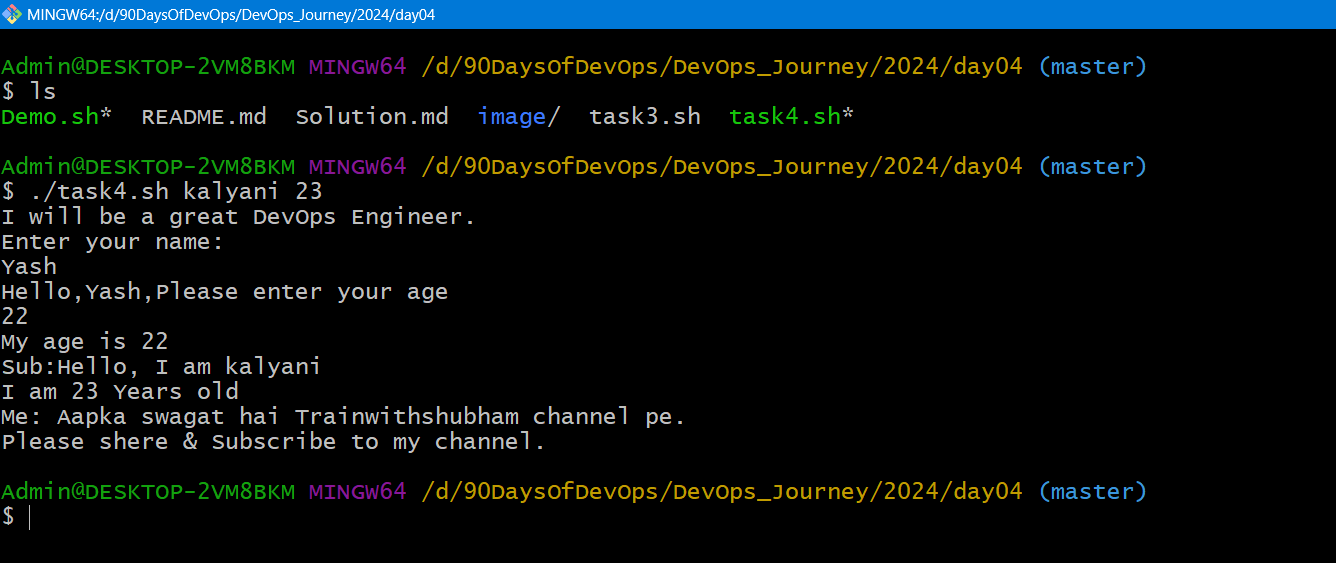 MINGW64:/d/90DaysOfDevOps/DevOps_Journey/2024/day04
Admin@DESKTOP-2VM8BKM MINGW64 /d/90DaysOfDevOps/DevOps_Journey/2024/day04 (master)
$ ls
Demo.sh*  README.md  Solution.md  image/  task3.sh  task4.sh*
Admin@DESKTOP-2VM8BKM MINGW64 /d/90DaysOfDevOps/DevOps_Journey/2024/day04 (master)
$ ./task4.sh kalyani 23
I will be a great DevOps Engineer.
Enter your name:
Yash
Hello,Yash,Please enter your age
22
My age is 22
Sub:Hello, I am kalyani
I am 23 Years old
Me: Aapka swagat hai Trainwithshubham channel pe.
Please shere & Subscribe to my channel.
Admin@DESKTOP-2VM8BKM MINGW64 /d/90DaysOfDevOps/DevOps_Journey/2024/day04 (master)
$